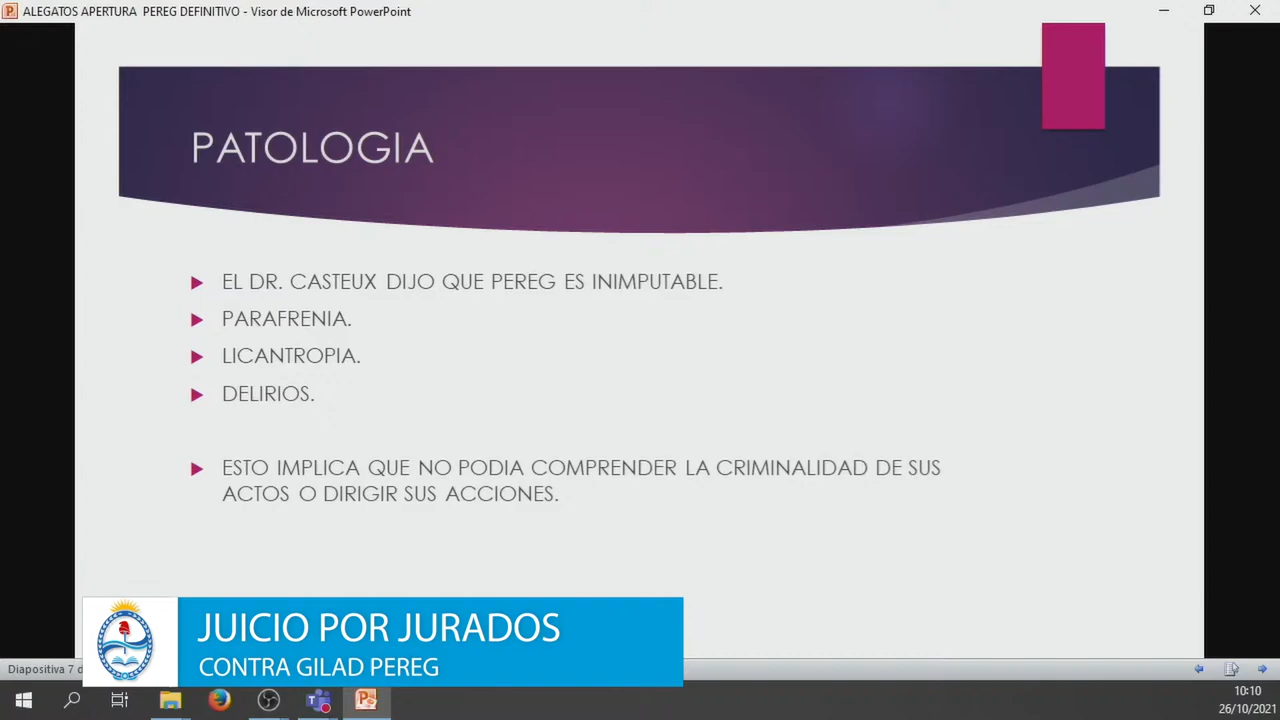 ALEGATOS APERTURA PEREG DEFINITIVO - Visor de Microsoft PowerPoint
PATOLOGIA
EL DR. CASTEUX DIJO QUE PEREG ES INIMPUTABLE.
PARAFRENIA.
LICANTROPIA.
DELIRIOS.
ESTO IMPLICA QUE NO PODIA COMPRENDER LA CRIMINALIDAD DE SUS
ACTOS O DIRIGIR SUS ACCIONES.
JUICIO POR JURADOS
CONTRA GILAD PEREG
Diapositiva 7
10:10
26/10/2021